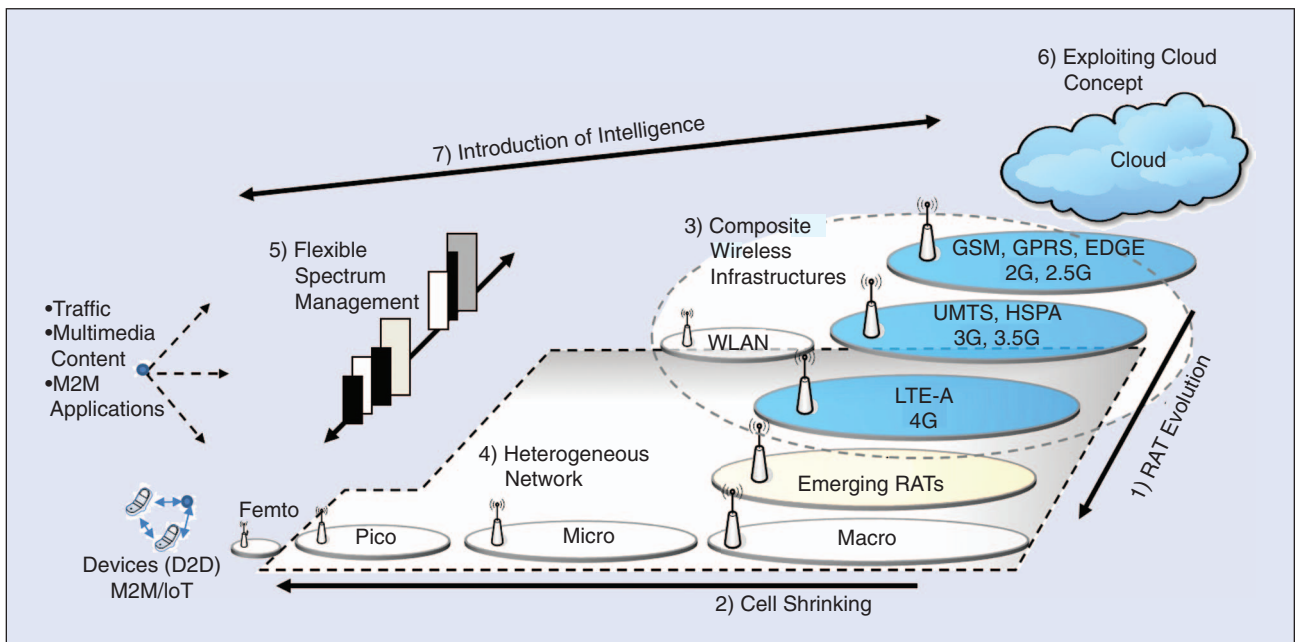 6) Exploiting Cloud
Concept
Cloud
7) Introduction of Intelligence
3) Composite
Wireless
Infrastructures
GSM, GPRS, EDGE
2G, 2.5G
5) Flexible
Spectrum
Management
•Traffic
•Multimedia
Content
•M2M
Applications
UMTS, HSPA
3G, 3.5G
WLAN
LTE-A
4G
1) RAT Evolution
4) Heterogeneous
Network
Emerging RATs
Femto
Pico
Micro
Macro
Devices (D2D)
M2M/IoT
2) Cell Shrinking